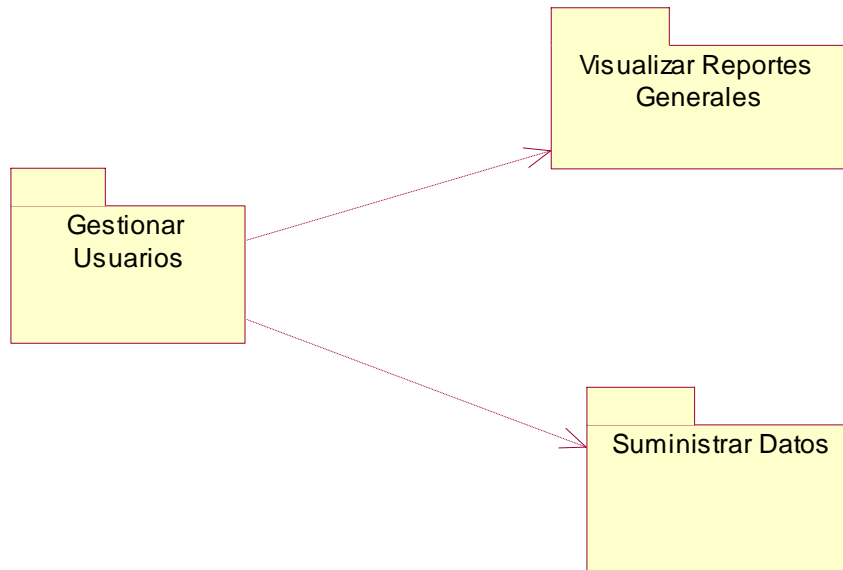 Visualizar Reportes
Generales
Gestionar
Usuarios
Suministrar Datos